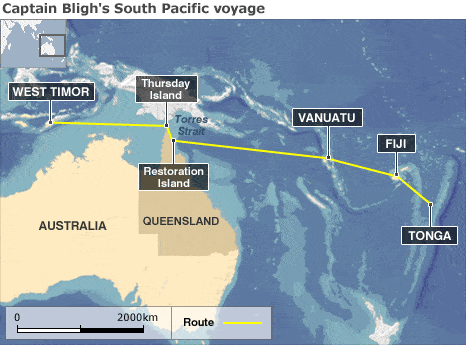 Captain Bligh's South Pacific voyage
WEST TIMOR
Thursday
Island
Torres
Strait
VANUATU
FIJI
Restoration
Island
AUSTRALIA
QUEENSLAND
TONGA
0
2000km
Route